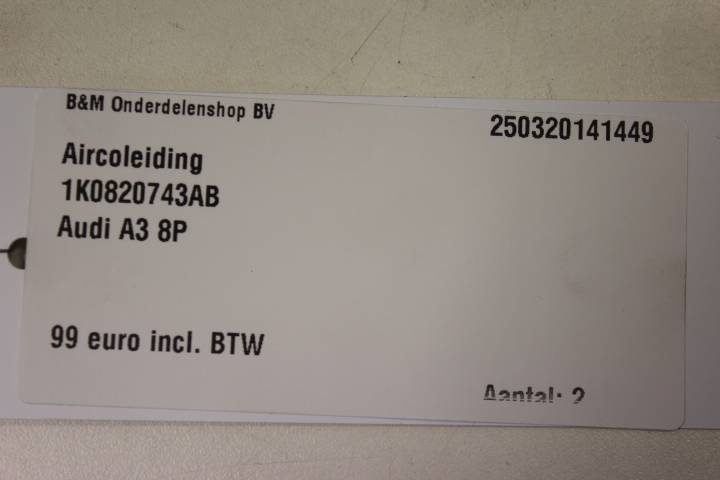 B&M Onderdelenshop BV
250320141449
Aircoleiding
1K0820743AB
Audi A3 8P
99 euro incl. BTW
Aantal: 2